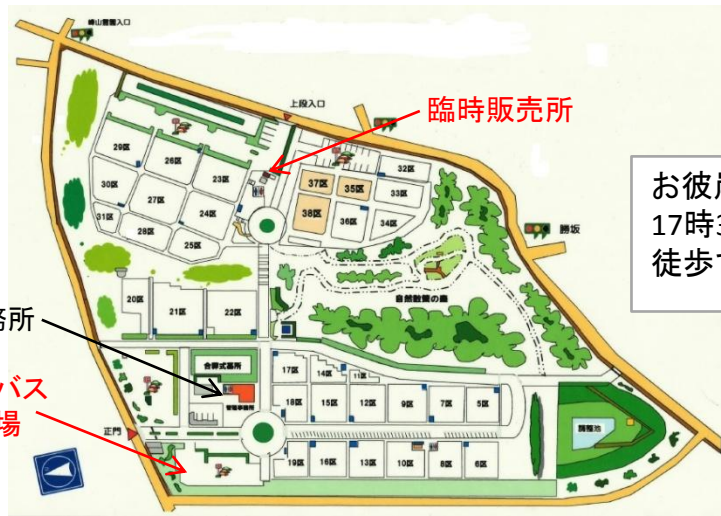 峰山霊園入口
上段入口
臨時販売所
勝坂
お彼岸
17時3
徒歩で
29区
26区
23区
30区
27区
24区
31区
28区
25区
37区
35区
32区
33区
38区
36区
34区
20区
21区
22区
自然散策の森
務所
合葬式墓所
管理事務所
バス
場
正門
17区
14区
11区
18区
15区
12区
9区
7区
5区
調整池
19区
16区
13区
10区
8区
6区